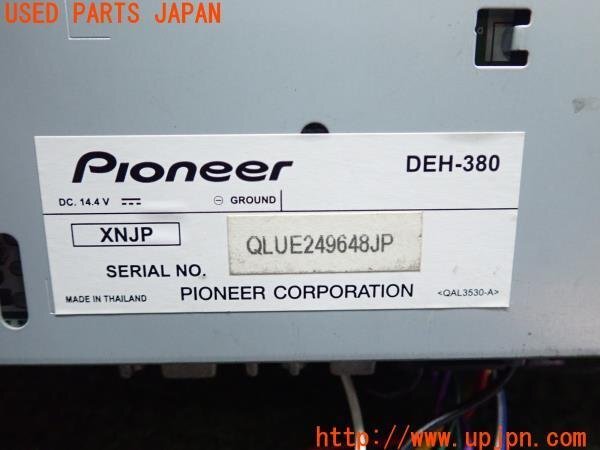 USED PARTS JAPAN
Pioneer DEH-380
DC. 14.4 V ⎓ ⊖ GROUND
XNJP
SERIAL NO. QLUE249648JP
MADE IN THAILAND PIONEER CORPORATION <QAL3530-A>
http://www.upjpn.com/